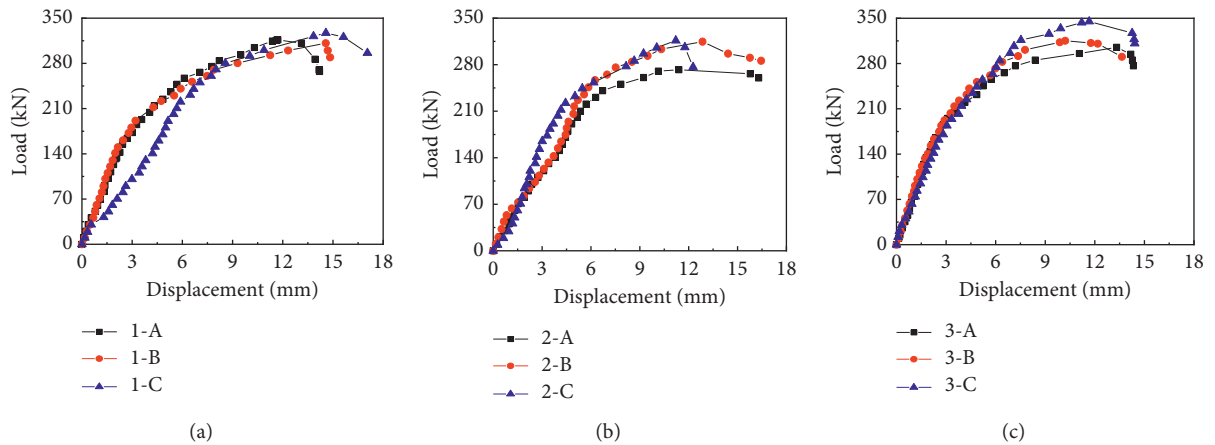 350
280
210
140
70
0
Load (kN)
0 3 6 9 12 15 18
Displacement (mm)
1-A
1-B
1-C
(a)
350
280
210
140
70
0
Load (kN)
0 3 6 9 12 15 18
Displacement (mm)
2-A
2-B
2-C
(b)
350
280
210
140
70
0
Load (kN)
0 3 6 9 12 15 18
Displacement (mm)
3-A
3-B
3-C
(c)